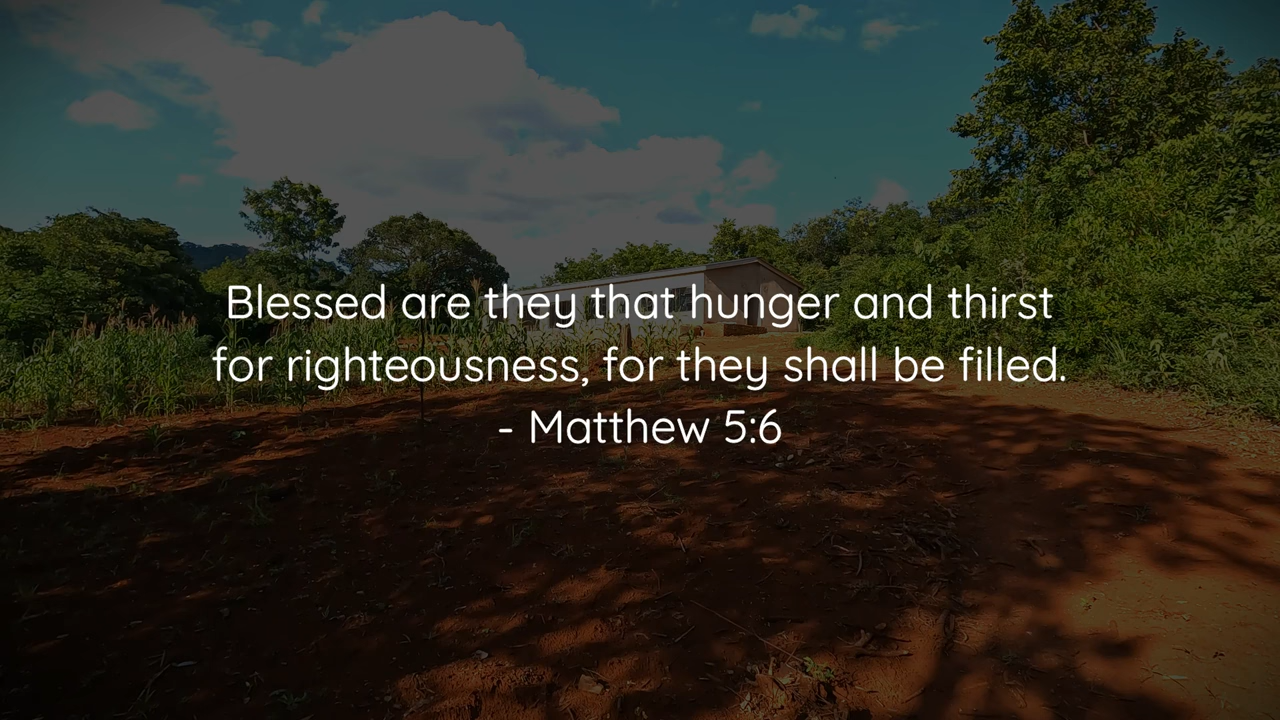 Blessed are they that hunger and thirst
for righteousness, for they shall be filled.
- Matthew 5:6